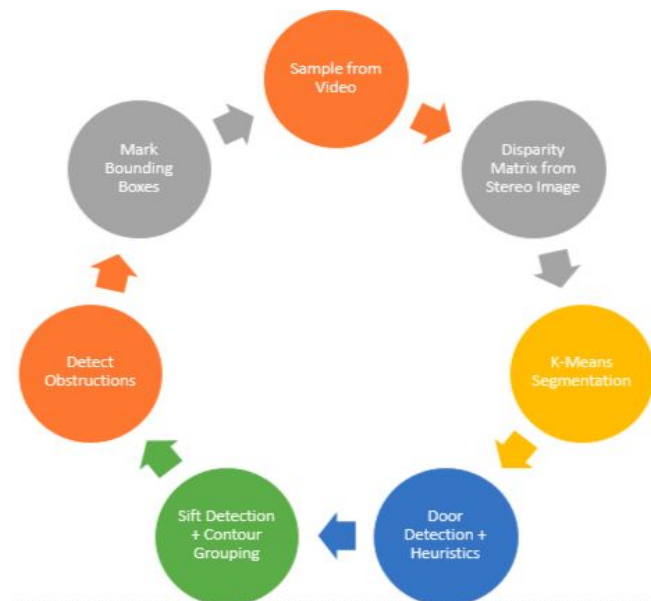 Sample from
Video
Disparity
Matrix from
Stereo Image
K-Means
Segmentation
Door
Detection +
Heuristics
Sift Detection
+ Contour
Grouping
Detect
Obstructions
Mark
Bounding
Boxes